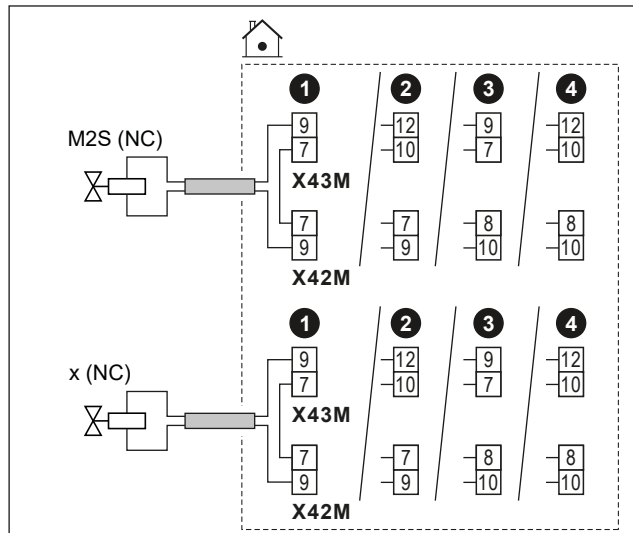 1 2 3 4
9 12 9 12
M2S (NC)
7 10 7 10
X43M
7 7 8 8
9 9 10 10
X42M
1 2 3 4
9 12 9 12
x (NC)
7 10 7 10
X43M
7 7 8 8
9 9 10 10
X42M